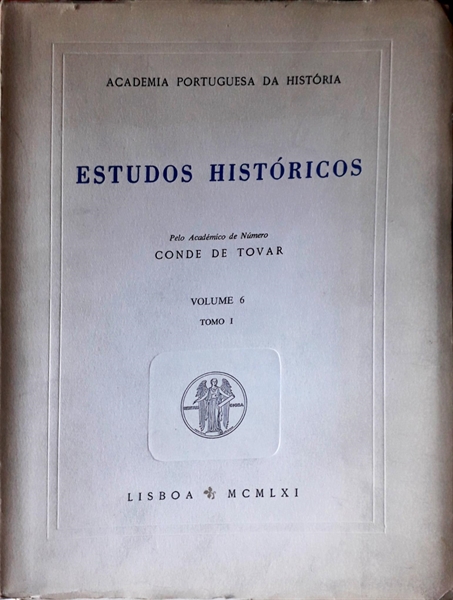 ACADEMIA PORTUGUESA DA HISTÓRIA
ESTUDOS HISTÓRICOS
Pelo Académico de Número
CONDE DE TOVAR
VOLUME 6
TOMO I
LISBOA MCMLXI